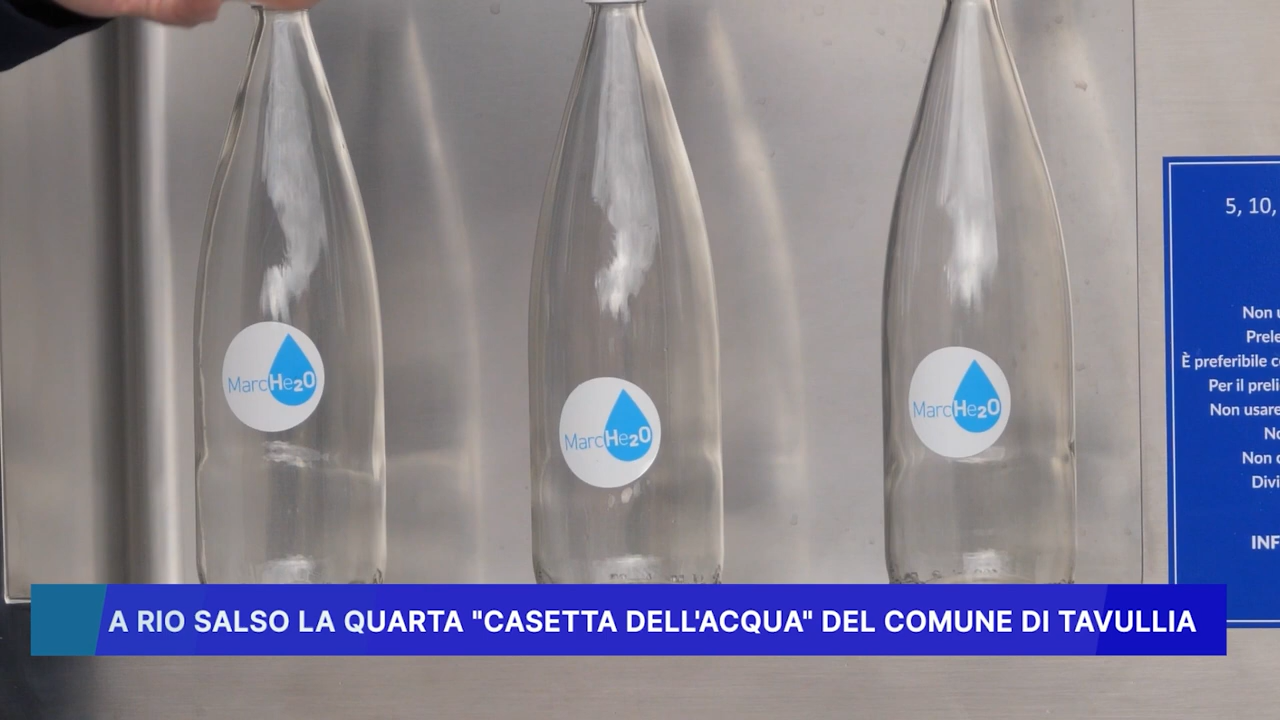 MarcHe2O
MarcHe2O
MarcHe2O
5, 10,
Non
Prele
È preferibile
Per il preli
Non usare
No
Non
Divi
INF
A RIO SALSO LA QUARTA "CASETTA DELL'ACQUA" DEL COMUNE DI TAVULLIA